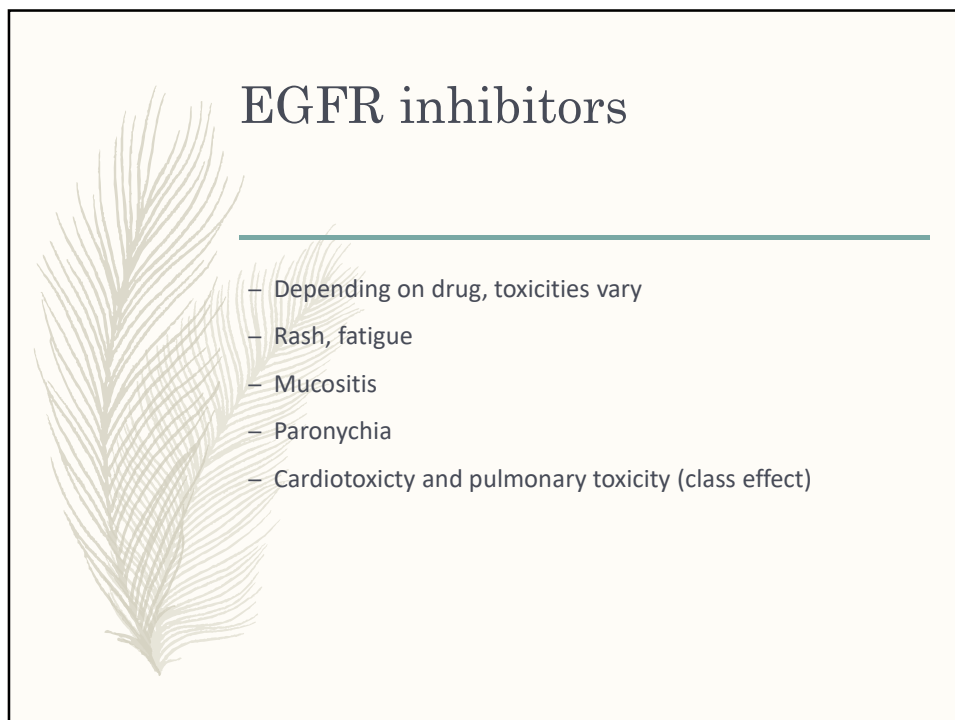 EGFR inhibitors
– Depending on drug, toxicities vary
– Rash, fatigue
– Mucositis
– Paronychia
– Cardiotoxicty and pulmonary toxicity (class effect)